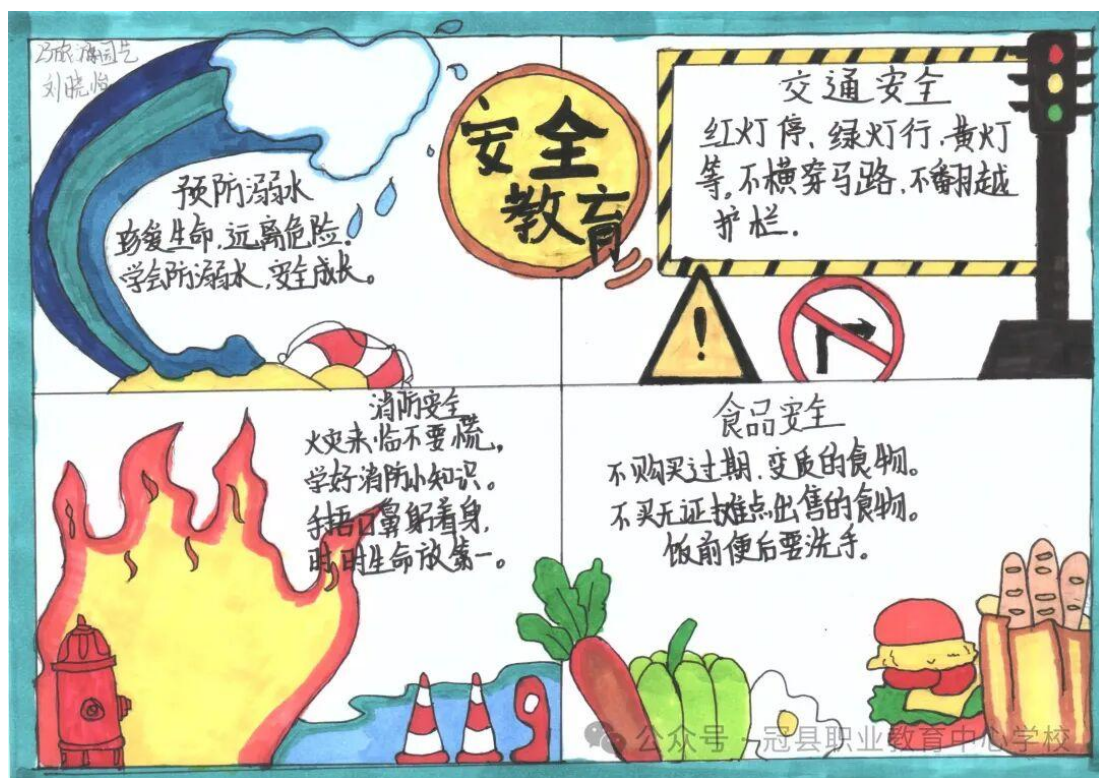 刘晓怡
安全
教育
预防溺水
珍爱生命,远离危险。
学会防溺水,安全成长。
交通安全
红灯停、绿灯行、黄灯
等,不横穿马路、不翻越
护栏.
消防安全
火灾来临不要慌,
学好消防小知识。
手捂口鼻躬着身,
时时生命放第一。
食品安全
不购买过期、变质的食物。
不买无证摊点出售的食物。
饭前便后要洗手。
公众号·冠县职业教育中心学校